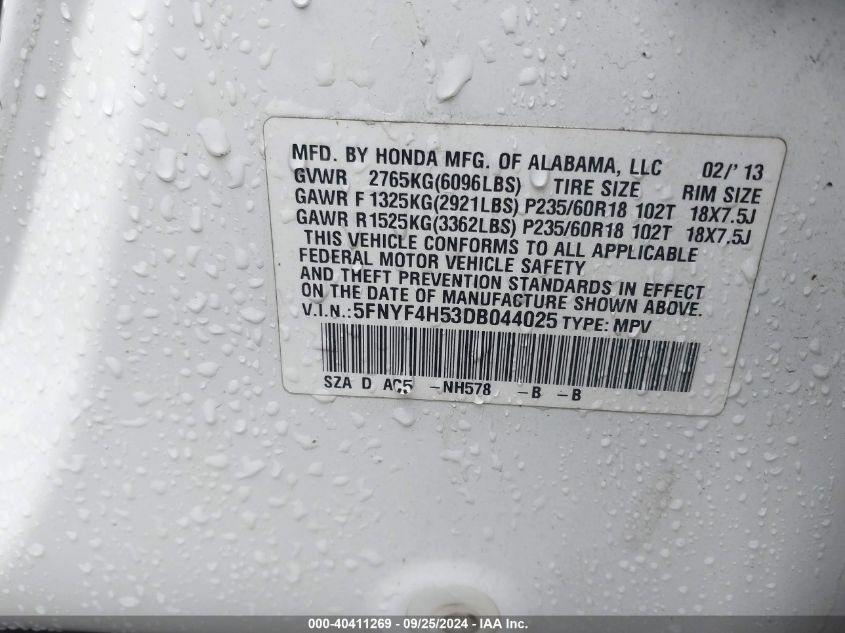 MFD. BY HONDA MFG. OF ALABAMA, LLC 02/'13
GVWR 2765KG(6096LBS) TIRE SIZE RIM SIZE
GAWR F 1325KG(2921LBS) P235/60R18 102T 18X7.5J
GAWR R1525KG(3362LBS) P235/60R18 102T 18X7.5J
THIS VEHICLE CONFORMS TO ALL APPLICABLE
FEDERAL MOTOR VEHICLE SAFETY
AND THEFT PREVENTION STANDARDS IN EFFECT
ON THE DATE OF MANUFACTURE SHOWN ABOVE.
V.I.N.:5FNYF4H53DB044025 TYPE: MPV
SZA D AC5 -NH578 -B -B
000-40411269 - 09/25/2024 - IAA Inc.